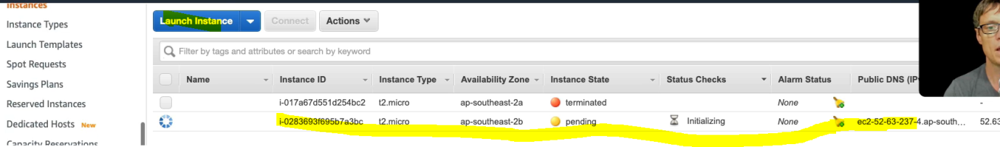 Instances
Launch Instance Connect Actions
Instance Types
Launch Templates
Filter by tags and attributes or search by keyword
Spot Requests
Name Instance ID Instance Type Availability Zone Instance State Status Checks Alarm Status Public DNS (IP
Savings Plans
Reserved Instances
i-017a67d551d254bc2 t2.micro ap-southeast-2a terminated None -
Dedicated Hosts New
i-0283693f695b7a3bc t2.micro ap-southeast-2b pending Initializing None ec2-52-63-237-4.ap-south... 52.63
Capacity Reservations